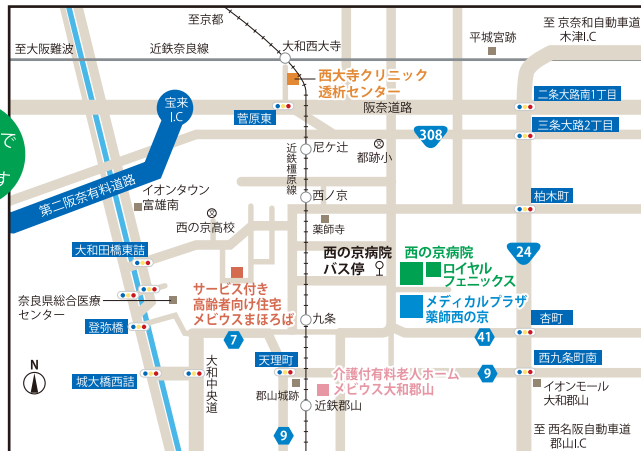 至京都
至 京奈和自動車道
木津I.C
平城宮跡
至大阪難波
近鉄奈良線
大和西大寺
西大寺クリニック
透析センター
宝来
I.C
阪奈道路
二条大路南1丁目
菅原東
三条大路2丁目
308
で
す
尼ケ辻
都跡小
近鉄橿原線
第二阪奈有料道路
イオンタウン
富雄南
西ノ京
柏木町
西の京高校
薬師寺
大和田橋東詰
西の京病院
バス停
西の京病院
ロイヤル
フェニックス
24
サービス付き
高齢者向け住宅
メビウスまほろば
メディカルプラザ
薬師西の京
奈良県総合医療
センター
登弥橋
九条
杏町
7
41
大和中央道
天理町
西九条町南
城大橋西詰
介護付有料老人ホーム
メビウス大和郡山
9
N
郡山城跡
近鉄郡山
イオンモール
大和郡山
9
至 西名阪自動車道
郡山I.C